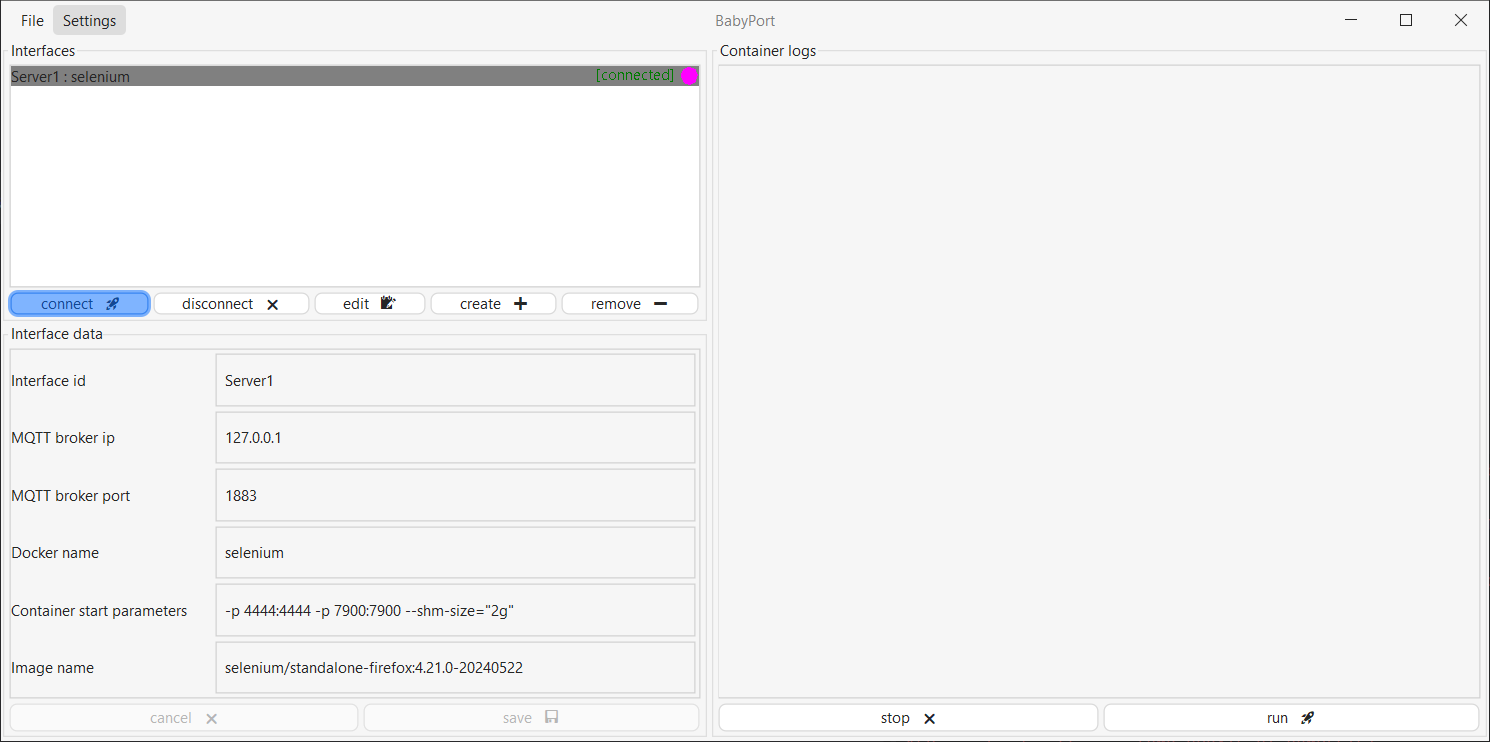 File Settings BabyPort
Interfaces
Server1 : selenium [connected]
connect disconnect edit create remove
Interface data
Interface id Server1
MQTT broker ip 127.0.0.1
MQTT broker port 1883
Docker name selenium
Container start parameters -p 4444:4444 -p 7900:7900 --shm-size="2g"
Image name selenium/standalone-firefox:4.21.0-20240522
cancel save
Container logs
stop run